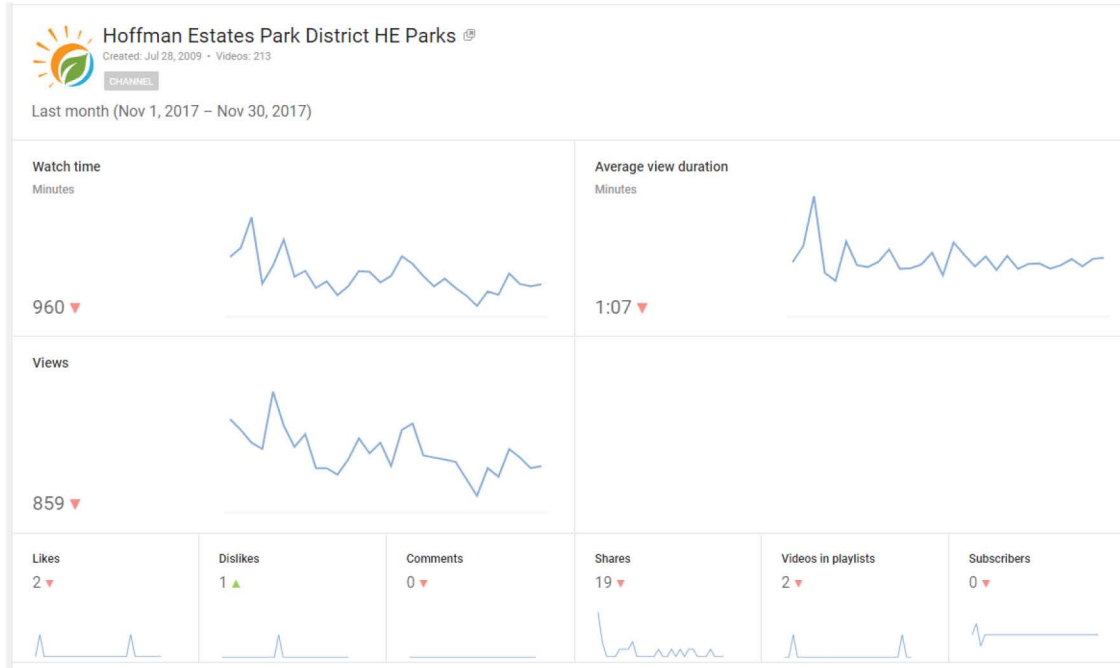 Hoffman Estates Park District HE Parks
Created: Jul 28, 2009 • Videos: 213
CHANNEL
Last month (Nov 1, 2017 – Nov 30, 2017)
Watch time
Minutes
960 ▼
Average view duration
Minutes
1:07 ▼
Views
859 ▼
Likes
2 ▼
Dislikes
1 ▲
Comments
0 ▼
Shares
19 ▼
Videos in playlists
2 ▼
Subscribers
0 ▼